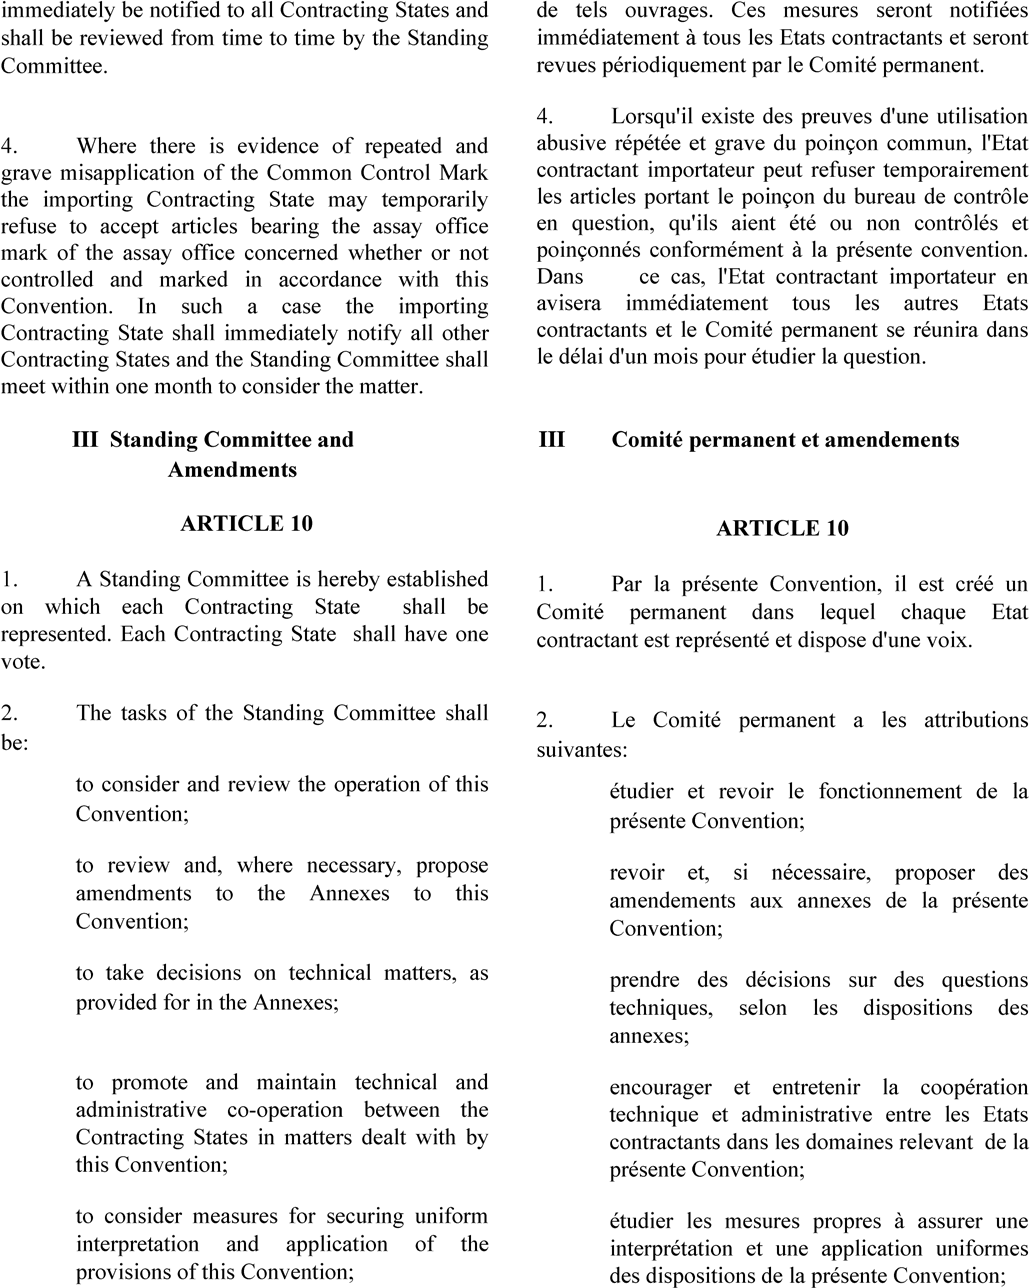 immediately be notified to all Contracting States and
shall be reviewed from time to time by the Standing
Committee.
4. Where there is evidence of repeated and
grave misapplication of the Common Control Mark
the importing Contracting State may temporarily
refuse to accept articles bearing the assay office
mark of the assay office concerned whether or not
controlled and marked in accordance with this
Convention. In such a case the importing
Contracting State shall immediately notify all other
Contracting States and the Standing Committee shall
meet within one month to consider the matter.
III Standing Committee and
Amendments
ARTICLE 10
1. A Standing Committee is hereby established
on which each Contracting State shall be
represented. Each Contracting State shall have one
vote.
2. The tasks of the Standing Committee shall
be:
to consider and review the operation of this
Convention;
to review and, where necessary, propose
amendments to the Annexes to this
Convention;
to take decisions on technical matters, as
provided for in the Annexes;
to promote and maintain technical and
administrative co-operation between the
Contracting States in matters dealt with by
this Convention;
to consider measures for securing uniform
interpretation and application of the
provisions of this Convention;
de tels ouvrages. Ces mesures seront notifiées
immédiatement à tous les Etats contractants et seront
revues périodiquement par le Comité permanent.
4. Lorsqu'il existe des preuves d'une utilisation
abusive répétée et grave du poinçon commun, l'Etat
contractant importateur peut refuser temporairement
les articles portant le poinçon du bureau de contrôle
en question, qu'ils aient été ou non contrôlés et
poinçonnés conformément à la présente convention.
Dans ce cas, l'Etat contractant importateur en
avisera immédiatement tous les autres Etats
contractants et le Comité permanent se réunira dans
le délai d'un mois pour étudier la question.
III Comité permanent et amendements
ARTICLE 10
1. Par la présente Convention, il est créé un
Comité permanent dans lequel chaque Etat
contractant est représenté et dispose d'une voix.
2. Le Comité permanent a les attributions
suivantes:
étudier et revoir le fonctionnement de la
présente Convention;
revoir et, si nécessaire, proposer des
amendements aux annexes de la présente
Convention;
prendre des décisions sur des questions
techniques, selon les dispositions des
annexes;
encourager et entretenir la coopération
technique et administrative entre les Etats
contractants dans les domaines relevant de la
présente Convention;
étudier les mesures propres à assurer une
interprétation et une application uniformes
des dispositions de la présente Convention;